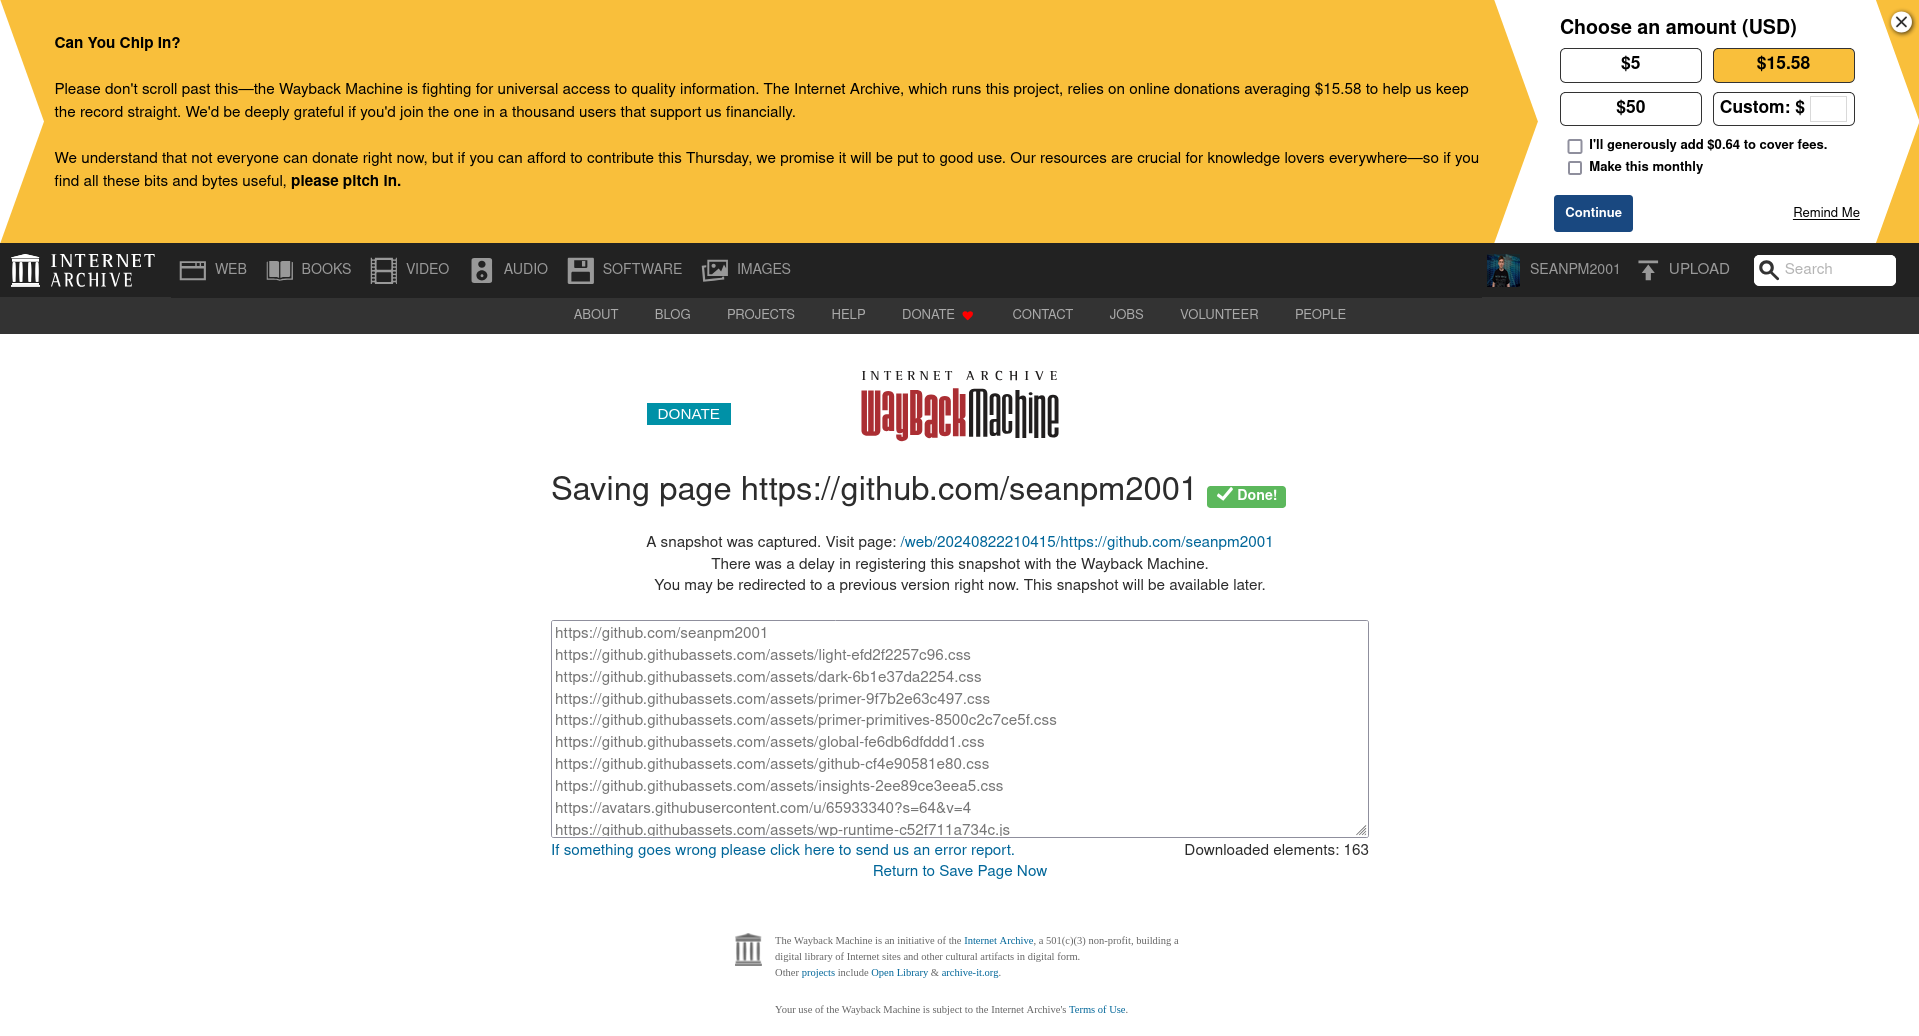 Can You Chip In?
Please don't scroll past this—the Wayback Machine is fighting for universal access to quality information. The Internet Archive, which runs this project, relies on online donations averaging $15.58 to help us keep
the record straight. We'd be deeply grateful if you'd join the one in a thousand users that support us financially.
We understand that not everyone can donate right now, but if you can afford to contribute this Thursday, we promise it will be put to good use. Our resources are crucial for knowledge lovers everywhere—so if you
find all these bits and bytes useful, please pitch in.
Choose an amount (USD)
$5
$15.58
$50
Custom: $
I'll generously add $0.64 to cover fees.
Make this monthly
Continue
Remind Me
INTERNET
ARCHIVE
WEB
BOOKS
VIDEO
AUDIO
SOFTWARE
IMAGES
SEANPM2001
UPLOAD
Search
ABOUT
BLOG
PROJECTS
HELP
DONATE
CONTACT
JOBS
VOLUNTEER
PEOPLE
DONATE
INTERNET ARCHIVE
WayBackMachine
Saving page https://github.com/seanpm2001 Done!
A snapshot was captured. Visit page: /web/20240822210415/https://github.com/seanpm2001
There was a delay in registering this snapshot with the Wayback Machine.
You may be redirected to a previous version right now. This snapshot will be available later.
https://github.com/seanpm2001
https://github.githubassets.com/assets/light-efd2f2257c96.css
https://github.githubassets.com/assets/dark-6b1e37da2254.css
https://github.githubassets.com/assets/primer-9f7b2e63c497.css
https://github.githubassets.com/assets/primer-primitives-8500c2c7ce5f.css
https://github.githubassets.com/assets/global-fe6db6dfddd1.css
https://github.githubassets.com/assets/github-cf4e90581e80.css
https://github.githubassets.com/assets/insights-2ee89ce3eea5.css
https://avatars.githubusercontent.com/u/65933340?s=64&v=4
https://github.githubassets.com/assets/wp-runtime-c52f711a734c.js
If something goes wrong please click here to send us an error report.
Downloaded elements: 163
Return to Save Page Now
The Wayback Machine is an initiative of the Internet Archive, a 501(c)(3) non-profit, building a
digital library of Internet sites and other cultural artifacts in digital form.
Other projects include Open Library & archive-it.org.
Your use of the Wayback Machine is subject to the Internet Archive's Terms of Use.